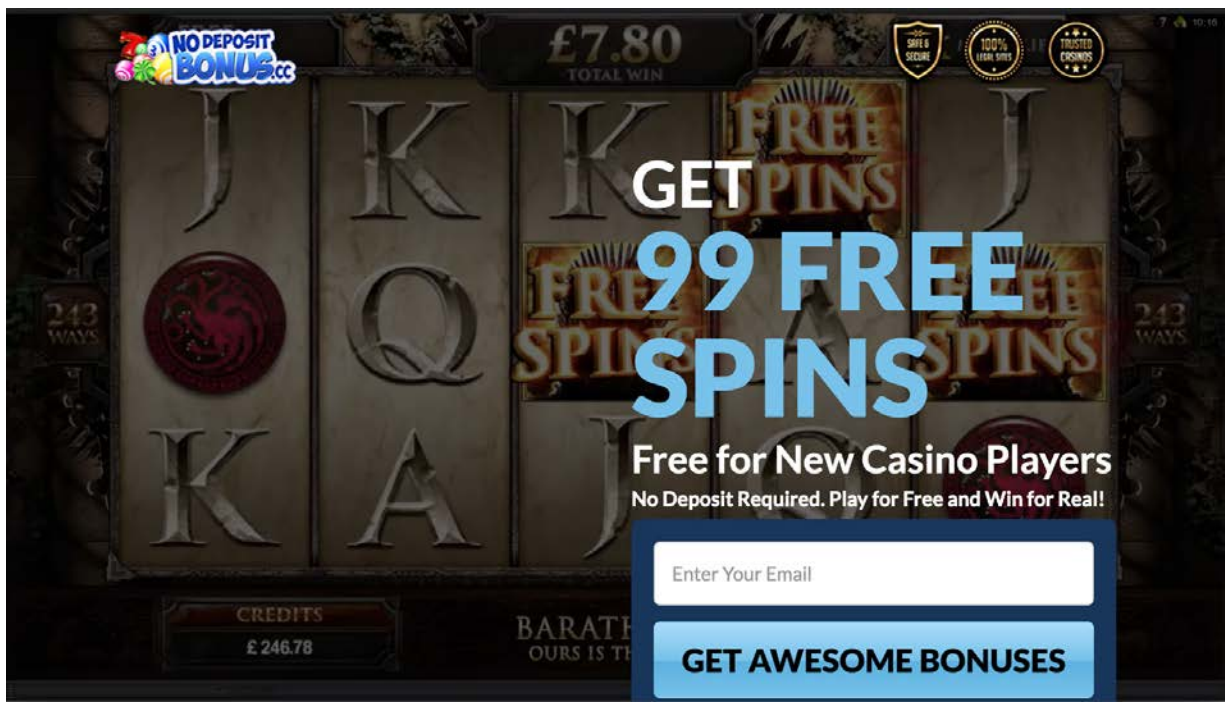 NO DEPOSIT
BONUS.cc
£7.80
TOTAL WIN
SAFE &
SECURE
100%
LEGAL SITES
TRUSTED
CASINOS
7
10:16
J
K
K
FREE
SPINS
J
GET
99 FREE
SPINS
243
WAYS
Q
FREE
SPINS
A
FREE
SPINS
243
WAYS
Free for New Casino Players
No Deposit Required. Play for Free and Win for Real!
K
A
J
Q
Enter Your Email
GET AWESOME BONUSES
CREDITS
£ 246.78
BARATH
OURS IS TH